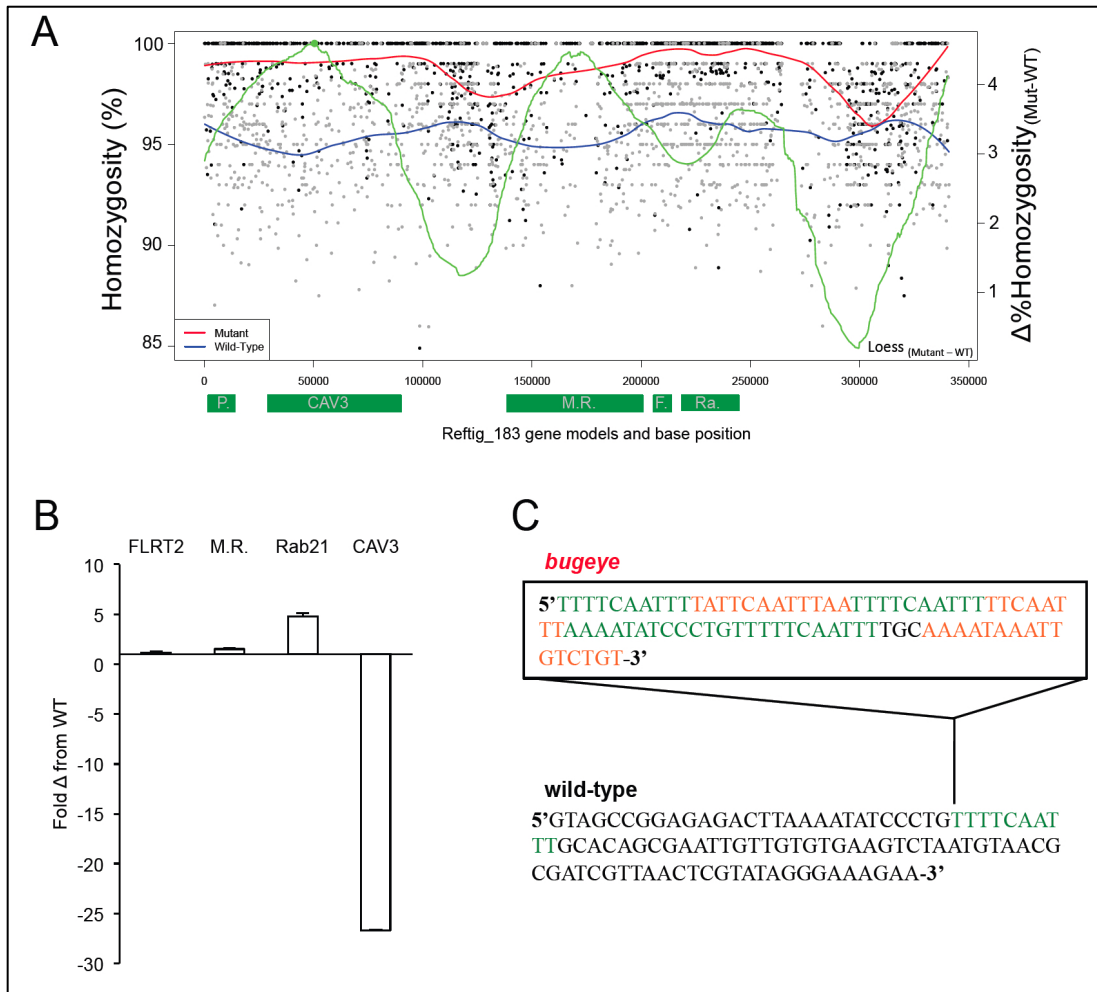 A
Homozygosity (%)
100
95
90
85
Mutant
Wild-Type
4
3
2
1
Δ%Homozygosity(Mut-WT)
Loess (Mutant – WT)
0 50000 100000 150000 200000 250000 300000 350000
P. CAV3 M.R. F. Ra.
Reftig_183 gene models and base position
B
FLRT2 M.R. Rab21 CAV3
Fold Δ from WT
10
5
0
-5
-10
-15
-20
-25
-30
C
bugeye
5'TTTTCAATTTTATTCAATTTAATTTTCAATTTTTCAAT
TTAAAATATCCCTGTTTTTCAATTTTGCAAAATAAATT
GTCTGT-3'
wild-type
5'GTAGCCGGAGAGACTTAAAATATCCCTGTTTTCAAT
TTGCACAGCGAATTGTTGTGTGAAGTCTAATGTAACG
CGATCGTTAACTCGTATAGGGAAAGAA-3'